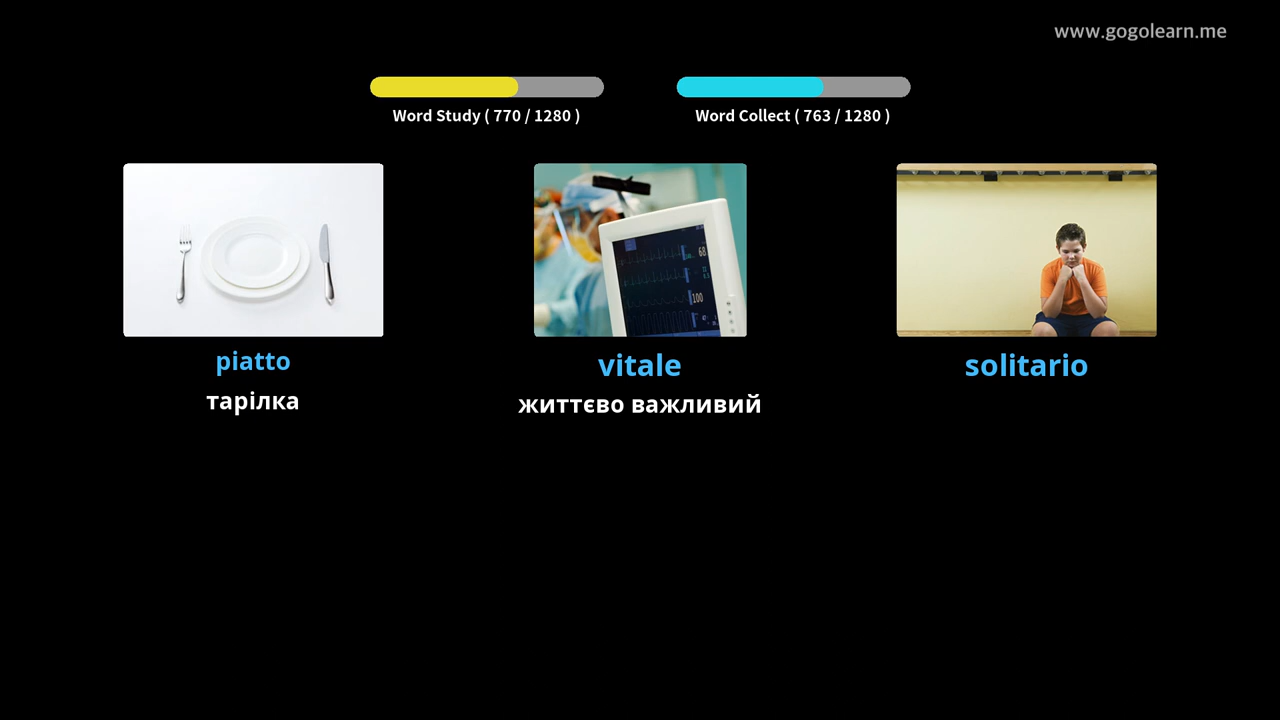 www.gogolearn.me
Word Study ( 770 / 1280 )
Word Collect ( 763 / 1280 )
piatto
тарілка
vitale
життєво важливий
solitario